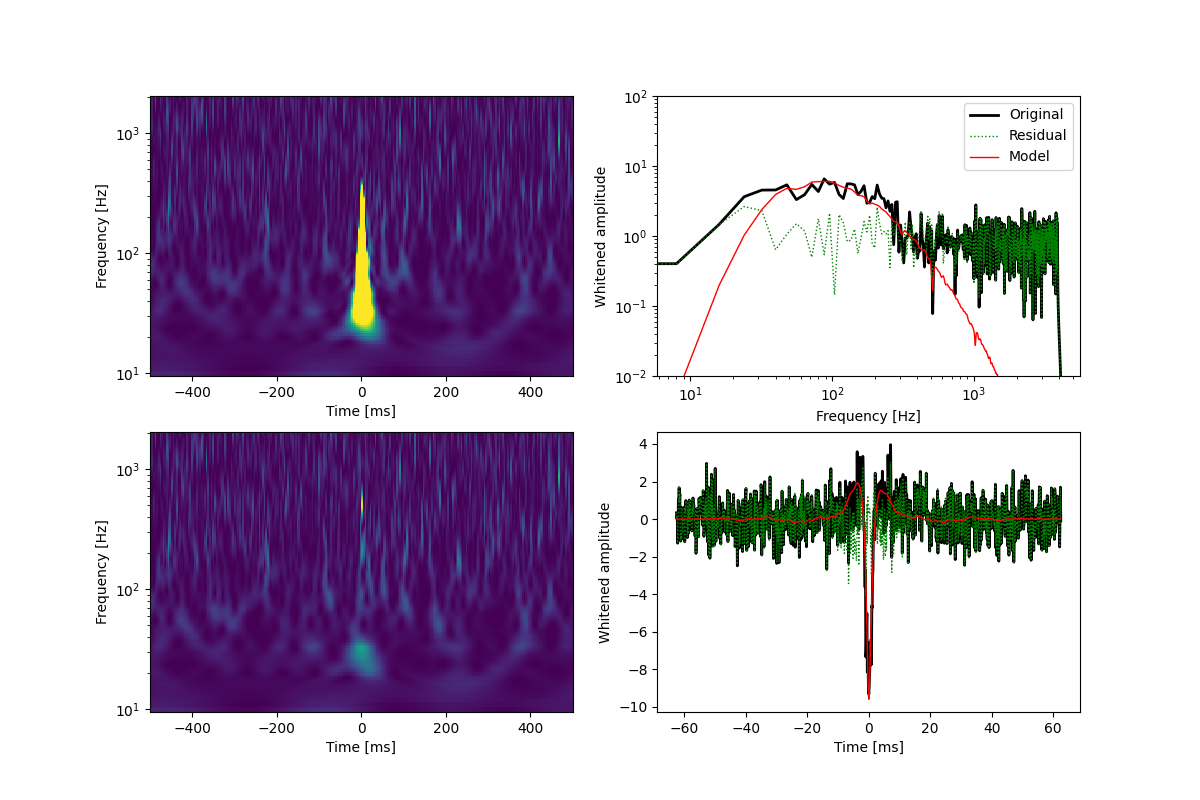 10³
10²
10¹
Frequency [Hz]
−400 −200 0 200 400
Time [ms]
10²
10¹
10⁰
10⁻¹
10⁻²
Whitened amplitude
10¹ 10² 10³
Frequency [Hz]
Original
Residual
Model
10³
10²
10¹
Frequency [Hz]
−400 −200 0 200 400
Time [ms]
4
2
0
−2
−4
−6
−8
−10
Whitened amplitude
−60 −40 −20 0 20 40 60
Time [ms]